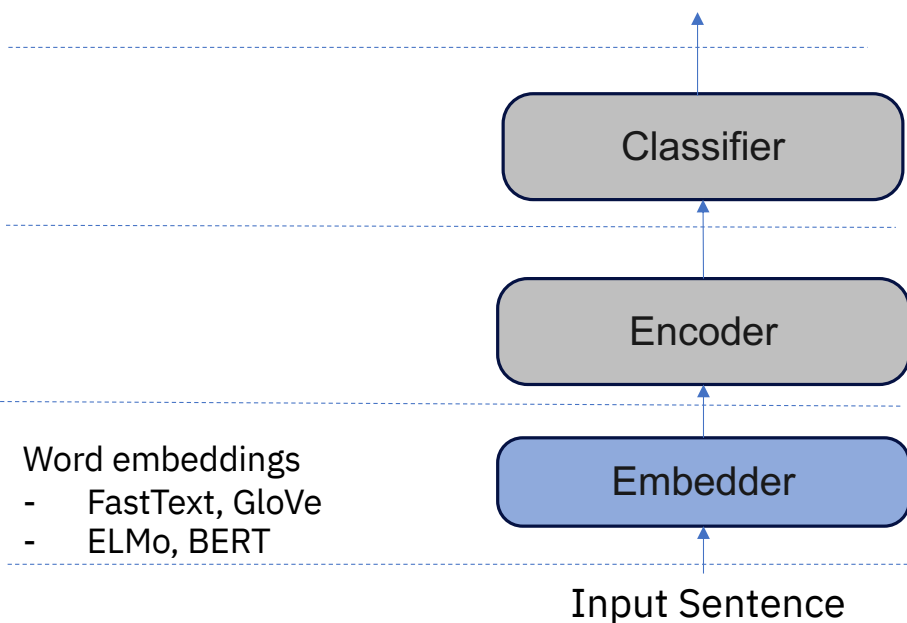 Classifier
Encoder
Word embeddings
- FastText, GloVe
- ELMo, BERT
Embedder
Input Sentence